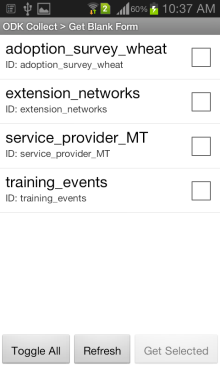 60% 10:37 AM
ODK Collect > Get Blank Form
adoption_survey_wheat
ID: adoption_survey_wheat
extension_networks
ID: extension_networks
service_provider_MT
ID: service_provider_MT
training_events
ID: training_events
Toggle All Refresh Get Selected